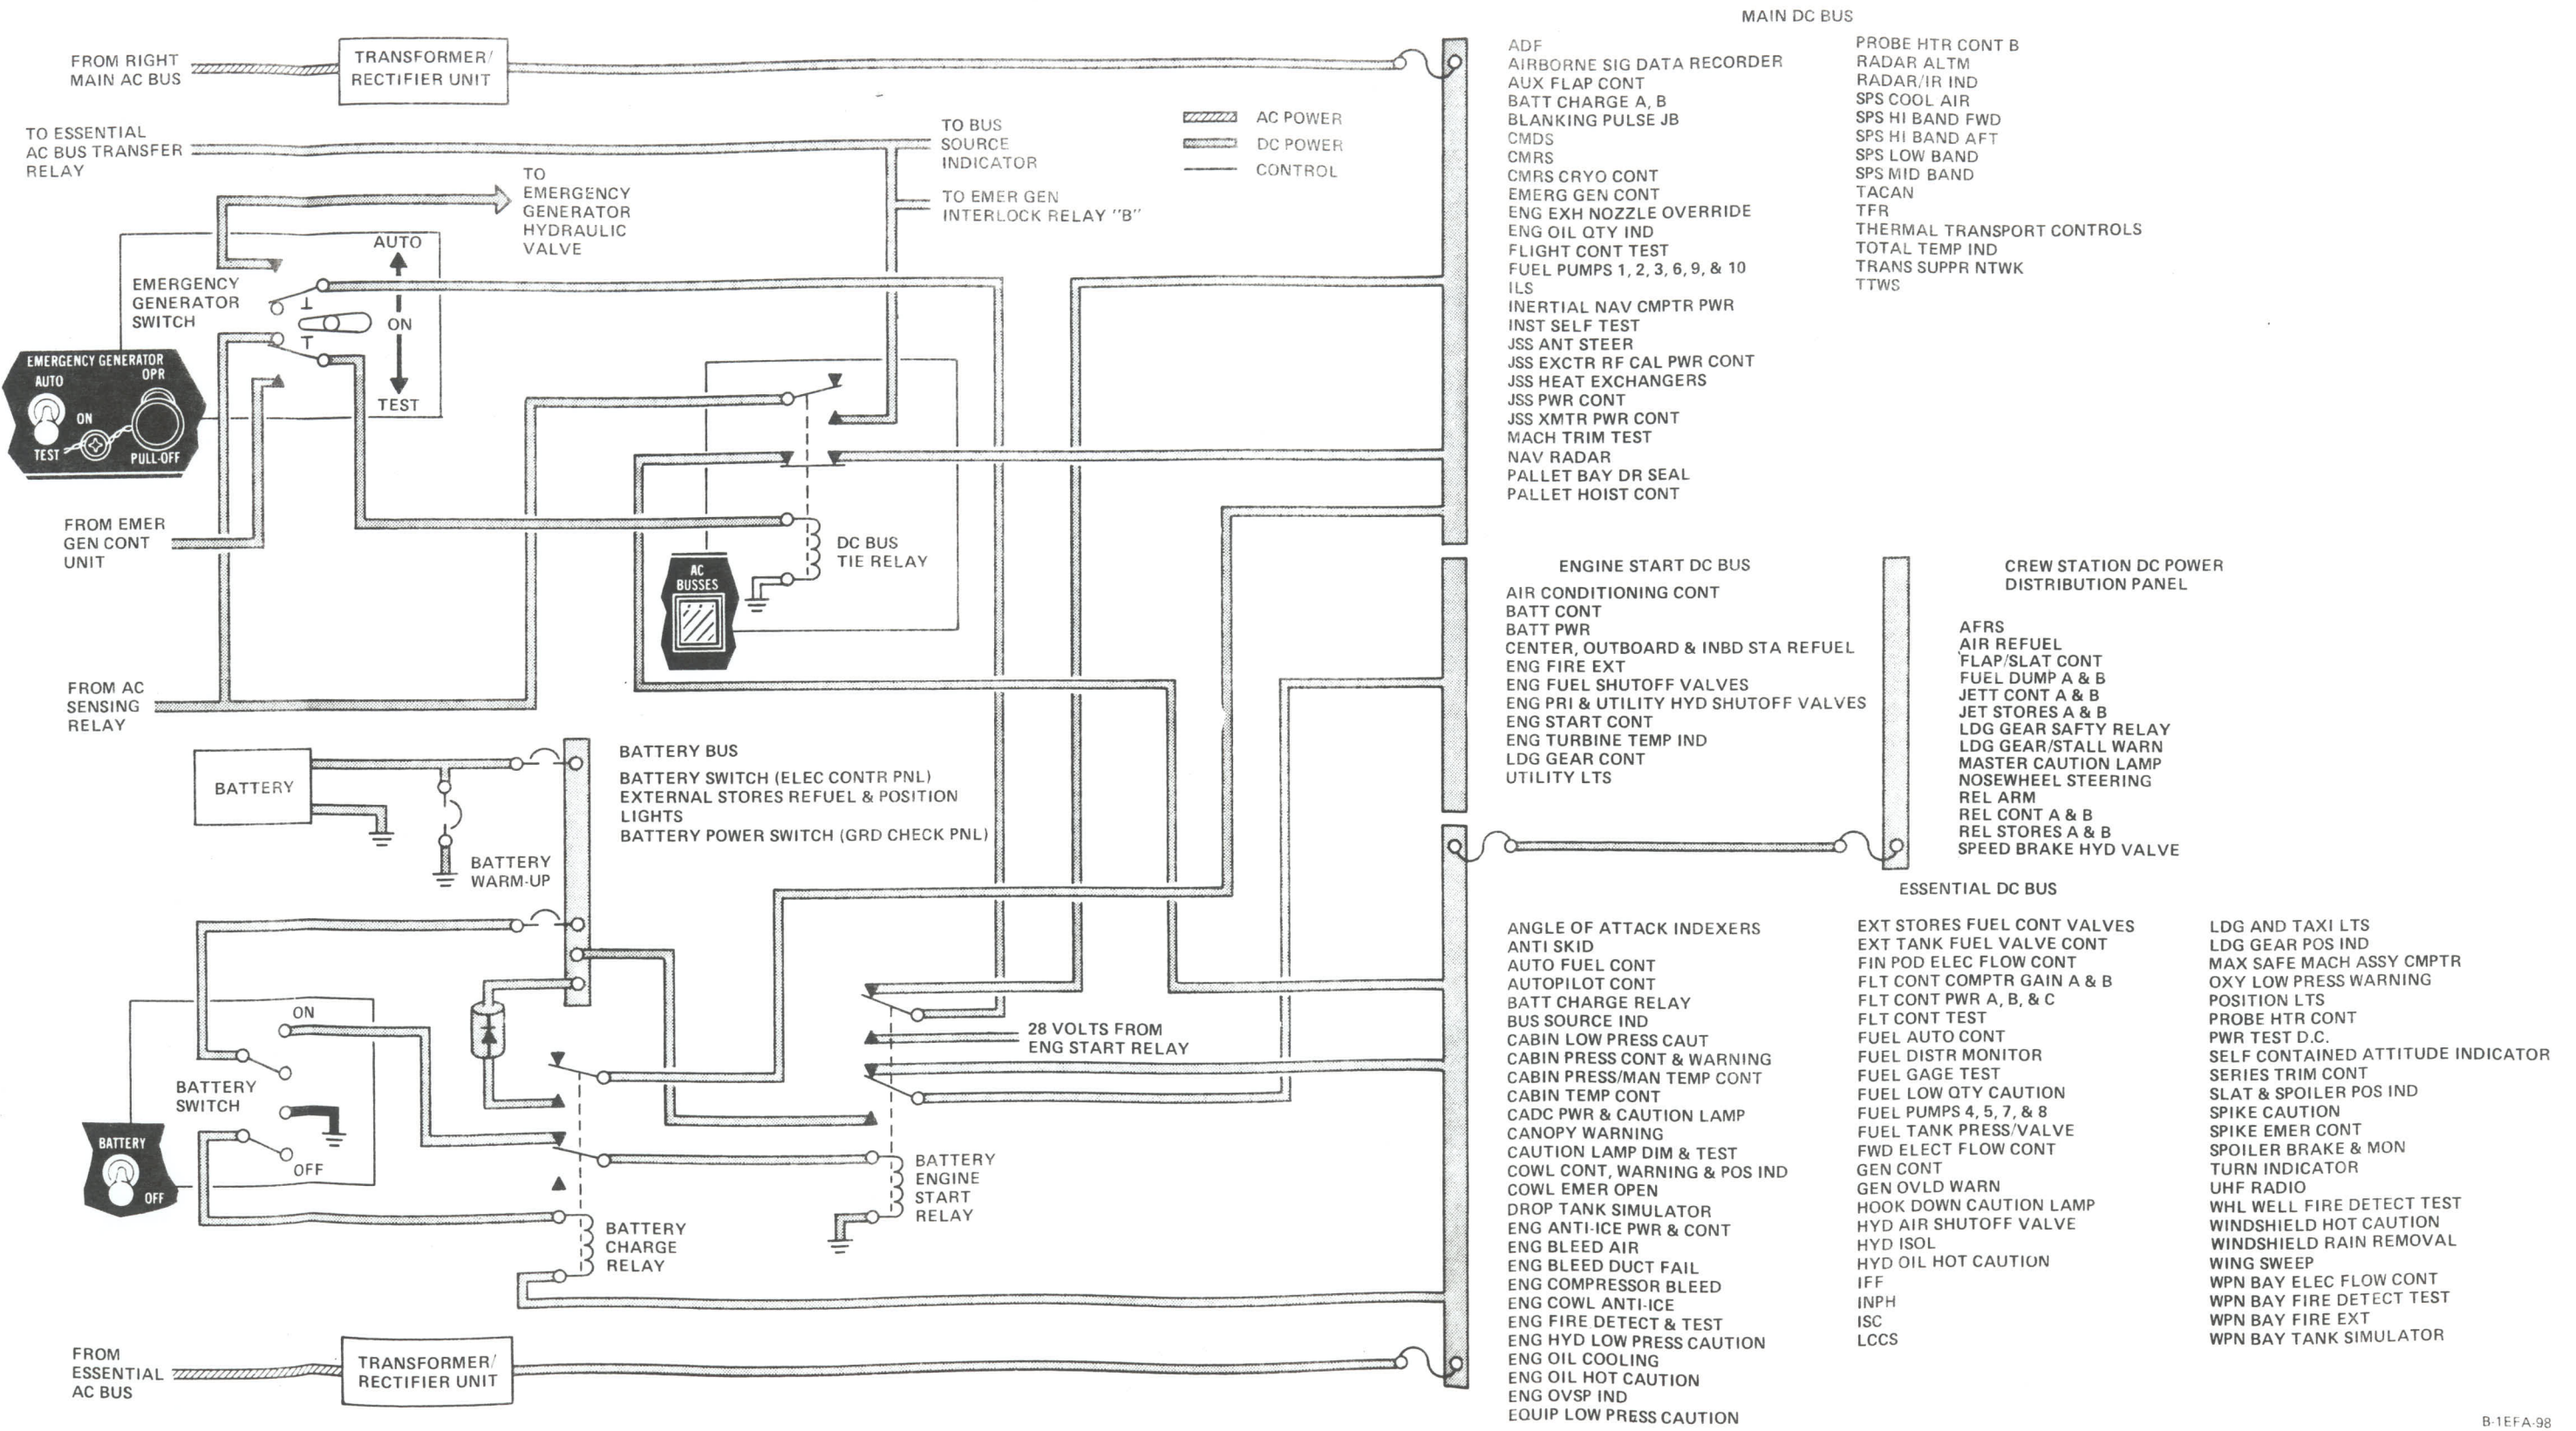 FROM RIGHT
MAIN AC BUS
TRANSFORMER/
RECTIFIER UNIT
TO ESSENTIAL
AC BUS TRANSFER
RELAY
TO BUS
SOURCE
INDICATOR
TO
EMERGENCY
GENERATOR
HYDRAULIC
VALVE
TO EMER GEN
INTERLOCK RELAY "B"
AC POWER
DC POWER
CONTROL
EMERGENCY
GENERATOR
SWITCH
AUTO
ON
TEST
EMERGENCY GENERATOR
AUTO
OPR
ON
TEST
PULL-OFF
FROM EMER
GEN CONT
UNIT
DC BUS
TIE RELAY
AC
BUSSES
FROM AC
SENSING
RELAY
BATTERY
BATTERY
WARM-UP
BATTERY BUS
BATTERY SWITCH (ELEC CONTR PNL)
EXTERNAL STORES REFUEL & POSITION
LIGHTS
BATTERY POWER SWITCH (GRD CHECK PNL)
ON
BATTERY
SWITCH
OFF
BATTERY
OFF
28 VOLTS FROM
ENG START RELAY
BATTERY
ENGINE
START
RELAY
BATTERY
CHARGE
RELAY
FROM
ESSENTIAL
AC BUS
TRANSFORMER/
RECTIFIER UNIT
MAIN DC BUS
ADF
AIRBORNE SIG DATA RECORDER
AUX FLAP CONT
BATT CHARGE A, B
BLANKING PULSE JB
CMDS
CMRS
CMRS CRYO CONT
EMERG GEN CONT
ENG EXH NOZZLE OVERRIDE
ENG OIL QTY IND
FLIGHT CONT TEST
FUEL PUMPS 1, 2, 3, 6, 9, & 10
ILS
INERTIAL NAV CMPTR PWR
INST SELF TEST
JSS ANT STEER
JSS EXCTR RF CAL PWR CONT
JSS HEAT EXCHANGERS
JSS PWR CONT
JSS XMTR PWR CONT
MACH TRIM TEST
NAV RADAR
PALLET BAY DR SEAL
PALLET HOIST CONT
PROBE HTR CONT B
RADAR ALTM
RADAR/IR IND
SPS COOL AIR
SPS HI BAND FWD
SPS HI BAND AFT
SPS LOW BAND
SPS MID BAND
TACAN
TFR
THERMAL TRANSPORT CONTROLS
TOTAL TEMP IND
TRANS SUPPR NTWK
TTWS
ENGINE START DC BUS
AIR CONDITIONING CONT
BATT CONT
BATT PWR
CENTER, OUTBOARD & INBD STA REFUEL
ENG FIRE EXT
ENG FUEL SHUTOFF VALVES
ENG PRI & UTILITY HYD SHUTOFF VALVES
ENG START CONT
ENG TURBINE TEMP IND
LDG GEAR CONT
UTILITY LTS
CREW STATION DC POWER
DISTRIBUTION PANEL
AFRS
AIR REFUEL
FLAP/SLAT CONT
FUEL DUMP A & B
JETT CONT A & B
JET STORES A & B
LDG GEAR SAFTY RELAY
LDG GEAR/STALL WARN
MASTER CAUTION LAMP
NOSEWHEEL STEERING
REL ARM
REL CONT A & B
REL STORES A & B
SPEED BRAKE HYD VALVE
ESSENTIAL DC BUS
ANGLE OF ATTACK INDEXERS
ANTI SKID
AUTO FUEL CONT
AUTOPILOT CONT
BATT CHARGE RELAY
BUS SOURCE IND
CABIN LOW PRESS CAUT
CABIN PRESS CONT & WARNING
CABIN PRESS/MAN TEMP CONT
CABIN TEMP CONT
CADC PWR & CAUTION LAMP
CANOPY WARNING
CAUTION LAMP DIM & TEST
COWL CONT, WARNING & POS IND
COWL EMER OPEN
DROP TANK SIMULATOR
ENG ANTI-ICE PWR & CONT
ENG BLEED AIR
ENG BLEED DUCT FAIL
ENG COMPRESSOR BLEED
ENG COWL ANTI-ICE
ENG FIRE DETECT & TEST
ENG HYD LOW PRESS CAUTION
ENG OIL COOLING
ENG OIL HOT CAUTION
ENG OVSP IND
EQUIP LOW PRESS CAUTION
EXT STORES FUEL CONT VALVES
EXT TANK FUEL VALVE CONT
FIN POD ELEC FLOW CONT
FLT CONT COMPTR GAIN A & B
FLT CONT PWR A, B, & C
FLT CONT TEST
FUEL AUTO CONT
FUEL DISTR MONITOR
FUEL GAGE TEST
FUEL LOW QTY CAUTION
FUEL PUMPS 4, 5, 7, & 8
FUEL TANK PRESS/VALVE
FWD ELECT FLOW CONT
GEN CONT
GEN OVLD WARN
HOOK DOWN CAUTION LAMP
HYD AIR SHUTOFF VALVE
HYD ISOL
HYD OIL HOT CAUTION
IFF
INPH
ISC
LCCS
LDG AND TAXI LTS
LDG GEAR POS IND
MAX SAFE MACH ASSY CMPTR
OXY LOW PRESS WARNING
POSITION LTS
PROBE HTR CONT
PWR TEST D.C.
SELF CONTAINED ATTITUDE INDICATOR
SERIES TRIM CONT
SLAT & SPOILER POS IND
SPIKE CAUTION
SPIKE EMER CONT
SPOILER BRAKE & MON
TURN INDICATOR
UHF RADIO
WHL WELL FIRE DETECT TEST
WINDSHIELD HOT CAUTION
WINDSHIELD RAIN REMOVAL
WING SWEEP
WPN BAY ELEC FLOW CONT
WPN BAY FIRE DETECT TEST
WPN BAY FIRE EXT
WPN BAY TANK SIMULATOR
B-1EFA-98